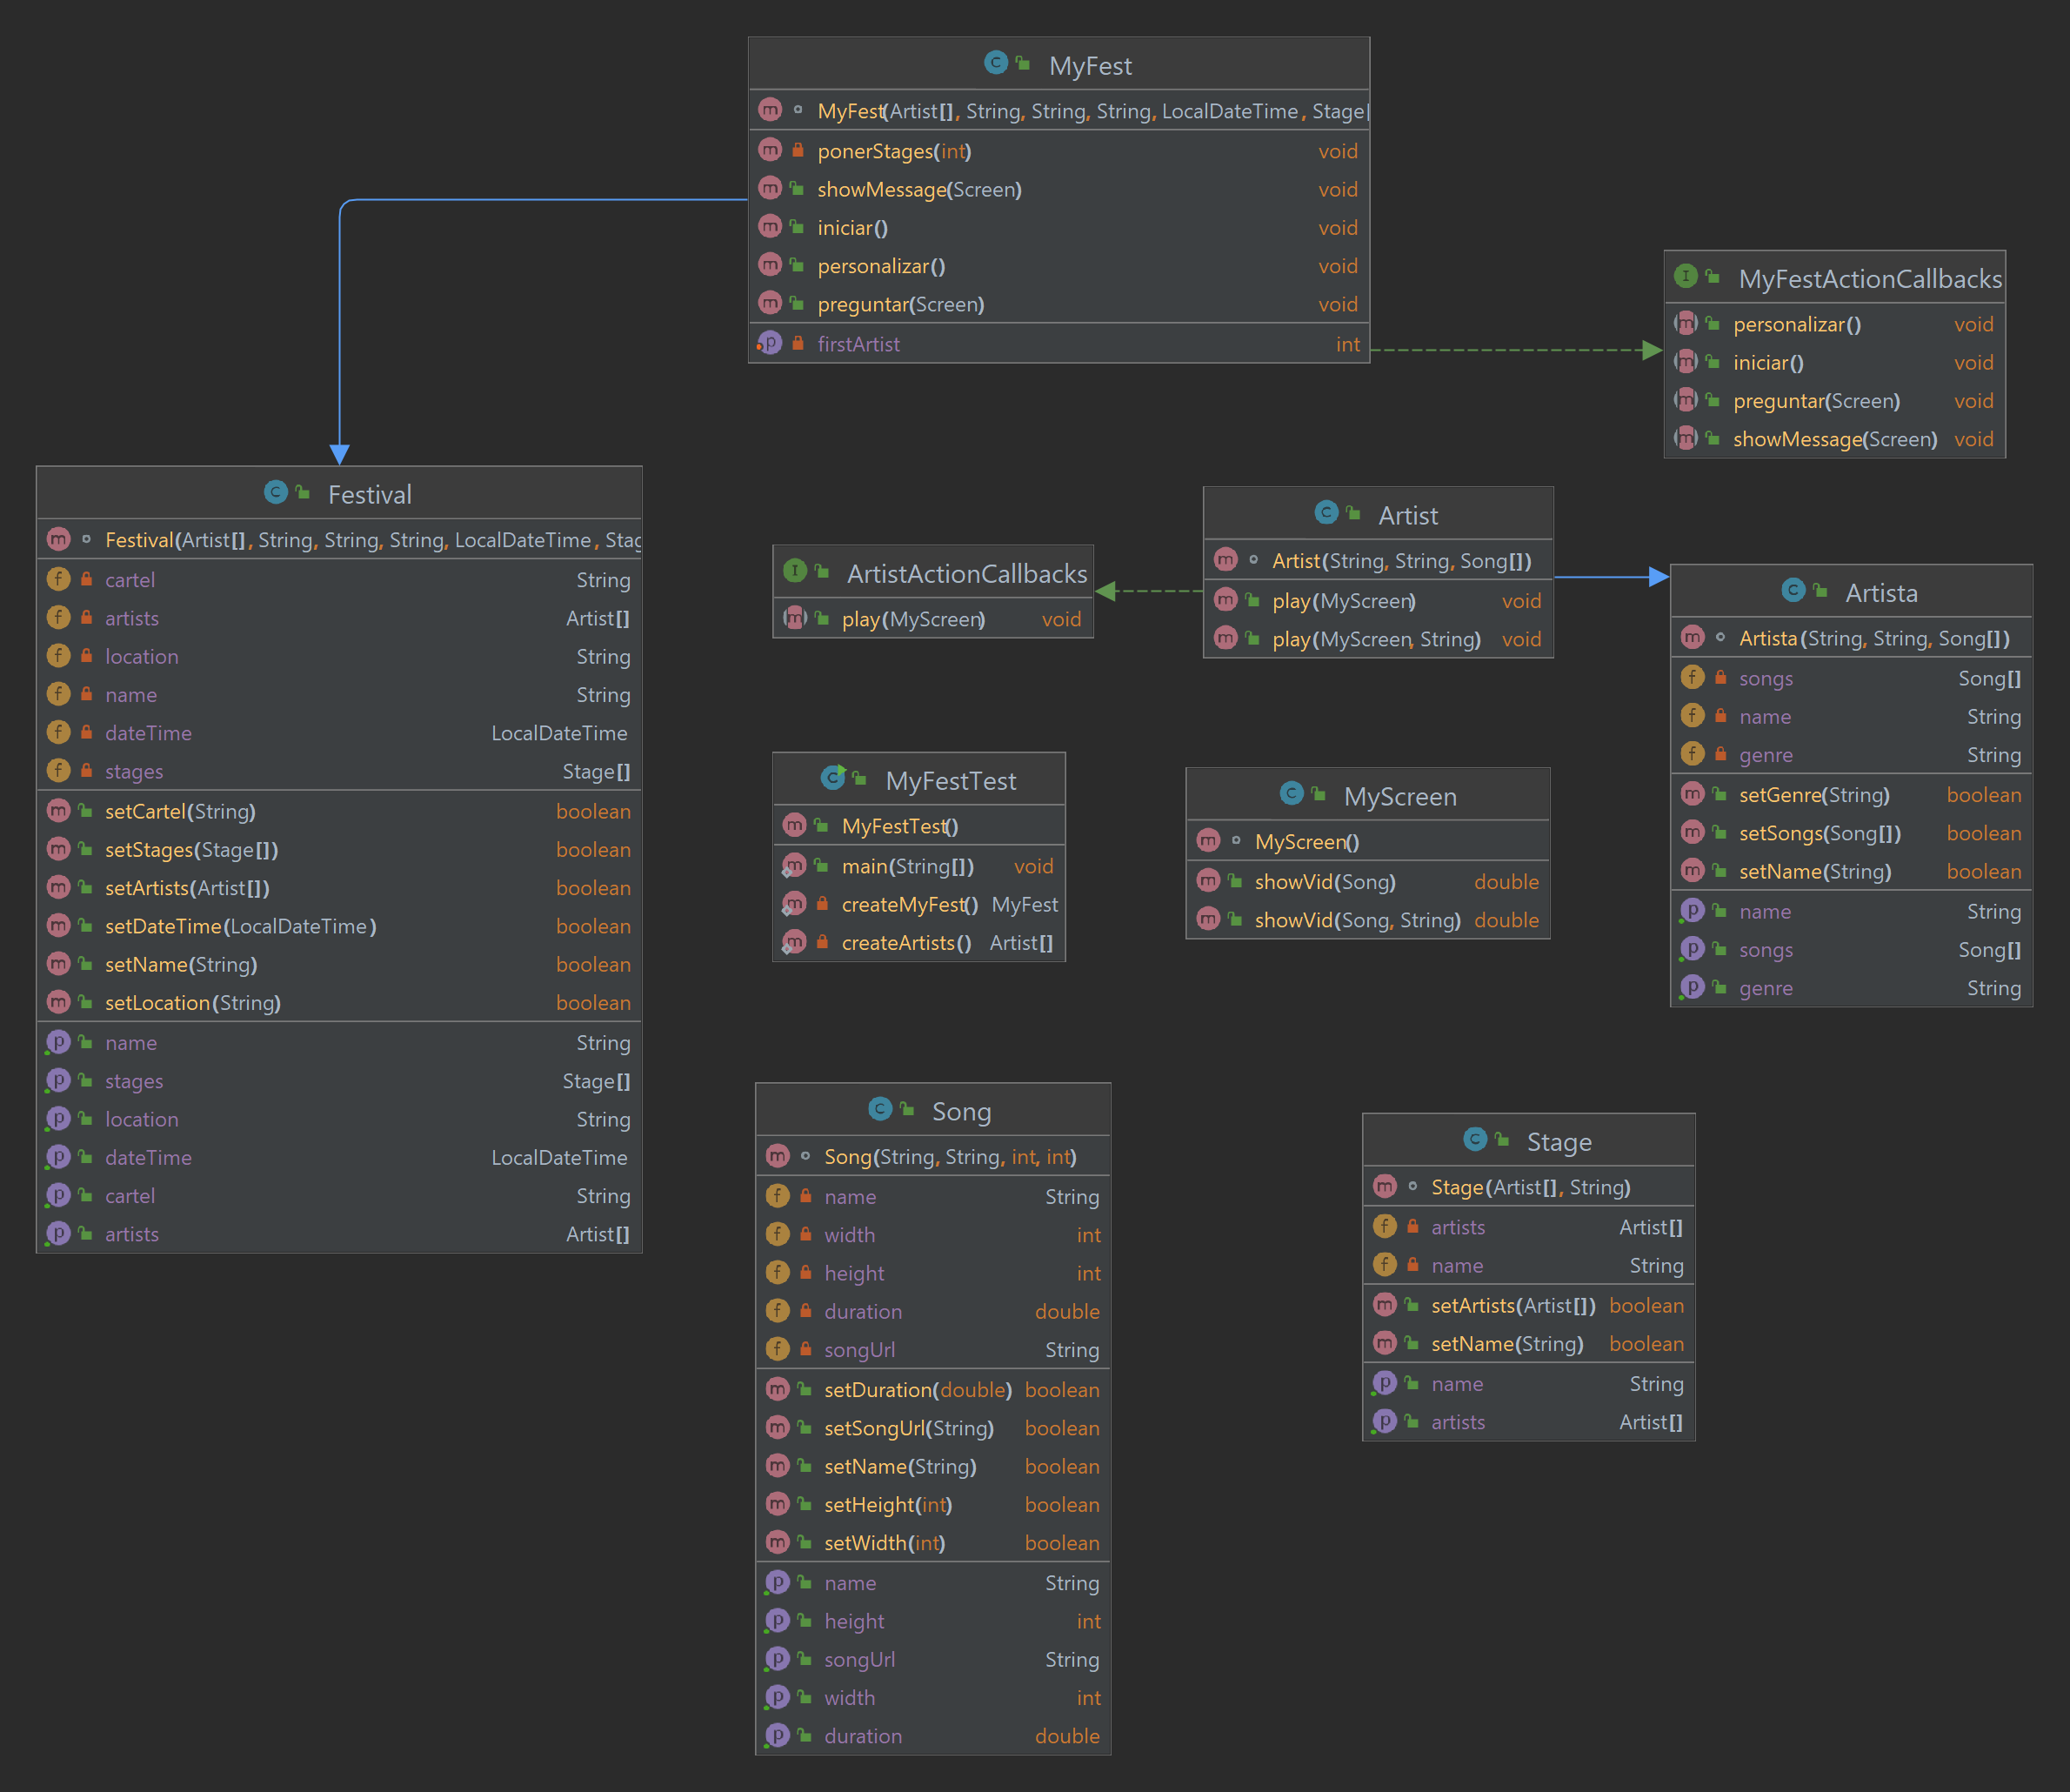 MyFest
MyFest(Artist[], String, String, String, LocalDateTime, Stage[
ponerStages(int) void
showMessage(Screen) void
iniciar() void
personalizar() void
preguntar(Screen) void
firstArtist int
MyFestActionCallbacks
personalizar() void
iniciar() void
preguntar(Screen) void
showMessage(Screen) void
Festival
Festival(Artist[], String, String, String, LocalDateTime, Stag
cartel String
artists Artist[]
location String
name String
dateTime LocalDateTime
stages Stage[]
setCartel(String) boolean
setStages(Stage[]) boolean
setArtists(Artist[]) boolean
setDateTime(LocalDateTime) boolean
setName(String) boolean
setLocation(String) boolean
name String
stages Stage[]
location String
dateTime LocalDateTime
cartel String
artists Artist[]
ArtistActionCallbacks
play(MyScreen) void
Artist
Artist(String, String, Song[])
play(MyScreen) void
play(MyScreen, String) void
Artista
Artista(String, String, Song[])
songs Song[]
name String
genre String
setGenre(String) boolean
setSongs(Song[]) boolean
setName(String) boolean
name String
songs Song[]
genre String
MyFestTest
MyFestTest()
main(String[]) void
createMyFest() MyFest
createArtists() Artist[]
MyScreen
MyScreen()
showVid(Song) double
showVid(Song, String) double
Song
Song(String, String, int, int)
name String
width int
height int
duration double
songUrl String
setDuration(double) boolean
setSongUrl(String) boolean
setName(String) boolean
setHeight(int) boolean
setWidth(int) boolean
name String
height int
songUrl String
width int
duration double
Stage
Stage(Artist[], String)
artists Artist[]
name String
setArtists(Artist[]) boolean
setName(String) boolean
name String
artists Artist[]